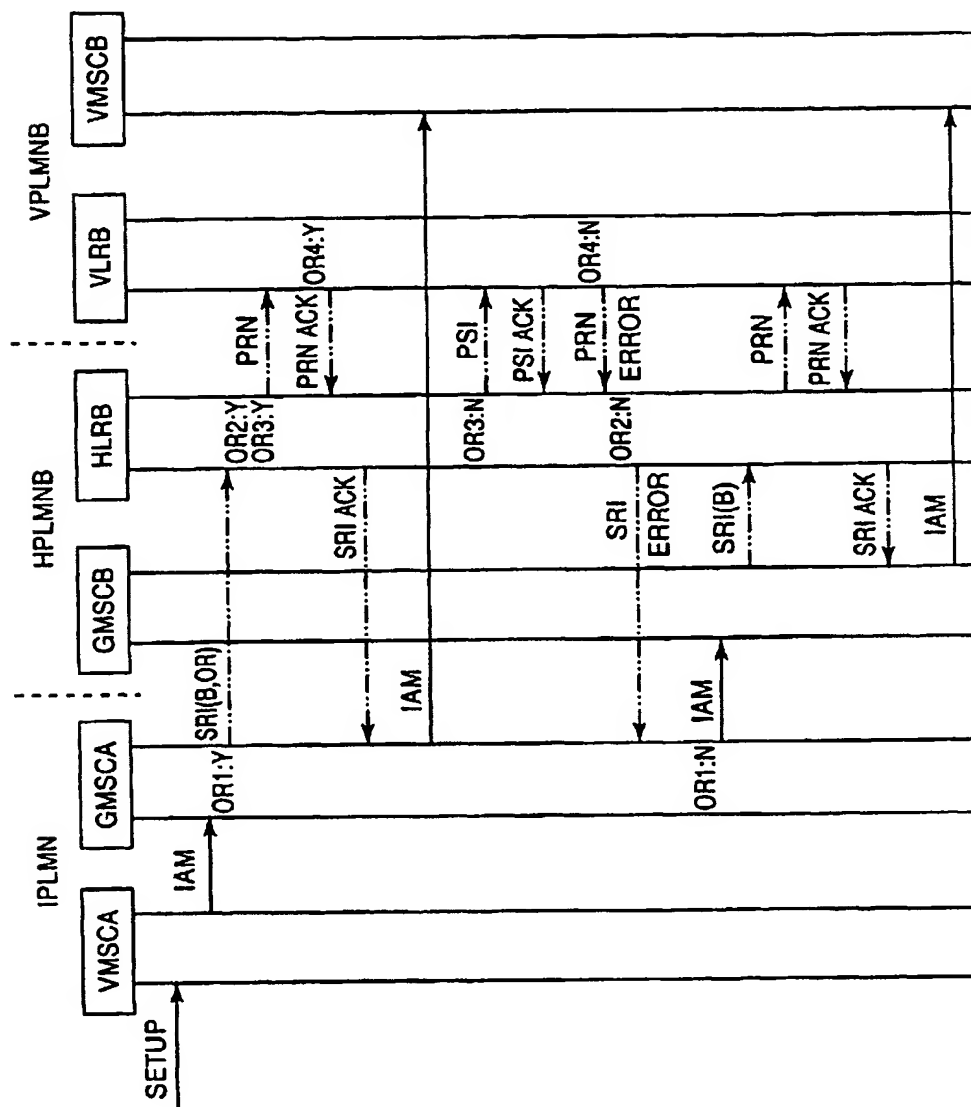 IPLMN
HPLMNB
VPLMNB
VMSCA
GMSCA
GMSCB
HLRB
VLRB
VMSCB
SETUP
IAM
OR1:Y
SRI(B,OR)
OR2:Y
OR3:Y
PRN
PRN ACK
OR4:Y
SRI ACK
IAM
OR3:N
PSI
PSI ACK
PRN
ERROR
OR4:N
OR2:N
SRI
ERROR
OR1:N
IAM
SRI(B)
PRN
PRN ACK
SRI ACK
IAM